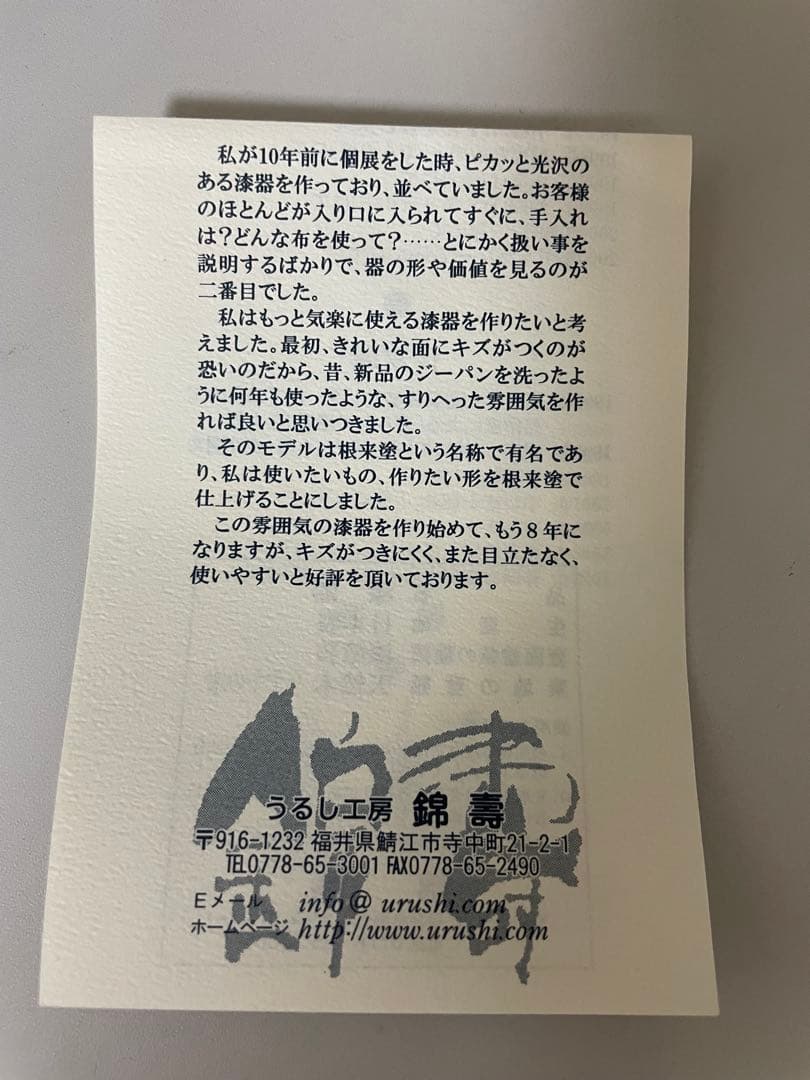 私が10年前に個展をした時、ピカッと光沢の
ある漆器を作っており、並べていました。お客様
のほとんどが入り口に入られてすぐに、手入れ
は？どんな布を使って？……とにかく扱い事を
説明するばかりで、器の形や価値を見るのが
二番目でした。
私はもっと気楽に使える漆器を作りたいと考
えました。最初、きれいな面にキズがつくのが
恐いのだから、昔、新品のジーパンを洗ったよ
うに何年も使ったような、すりへった雰囲気を作
れば良いと思いつきました。
そのモデルは根来塗という名称で有名であ
り、私は使いたいもの、作りたい形を根来塗で
仕上げることにしました。
この雰囲気の漆器を作り始めて、もう８年に
なりますが、キズがつきにくく、また目立たなく、
使いやすいと好評を頂いております。
うるし工房 錦壽
〒916-1232 福井県鯖江市寺中町21-2-1
TEL0778-65-3001 FAX0778-65-2490
Eメール info@urushi.com
ホームページ http://www.urushi.com